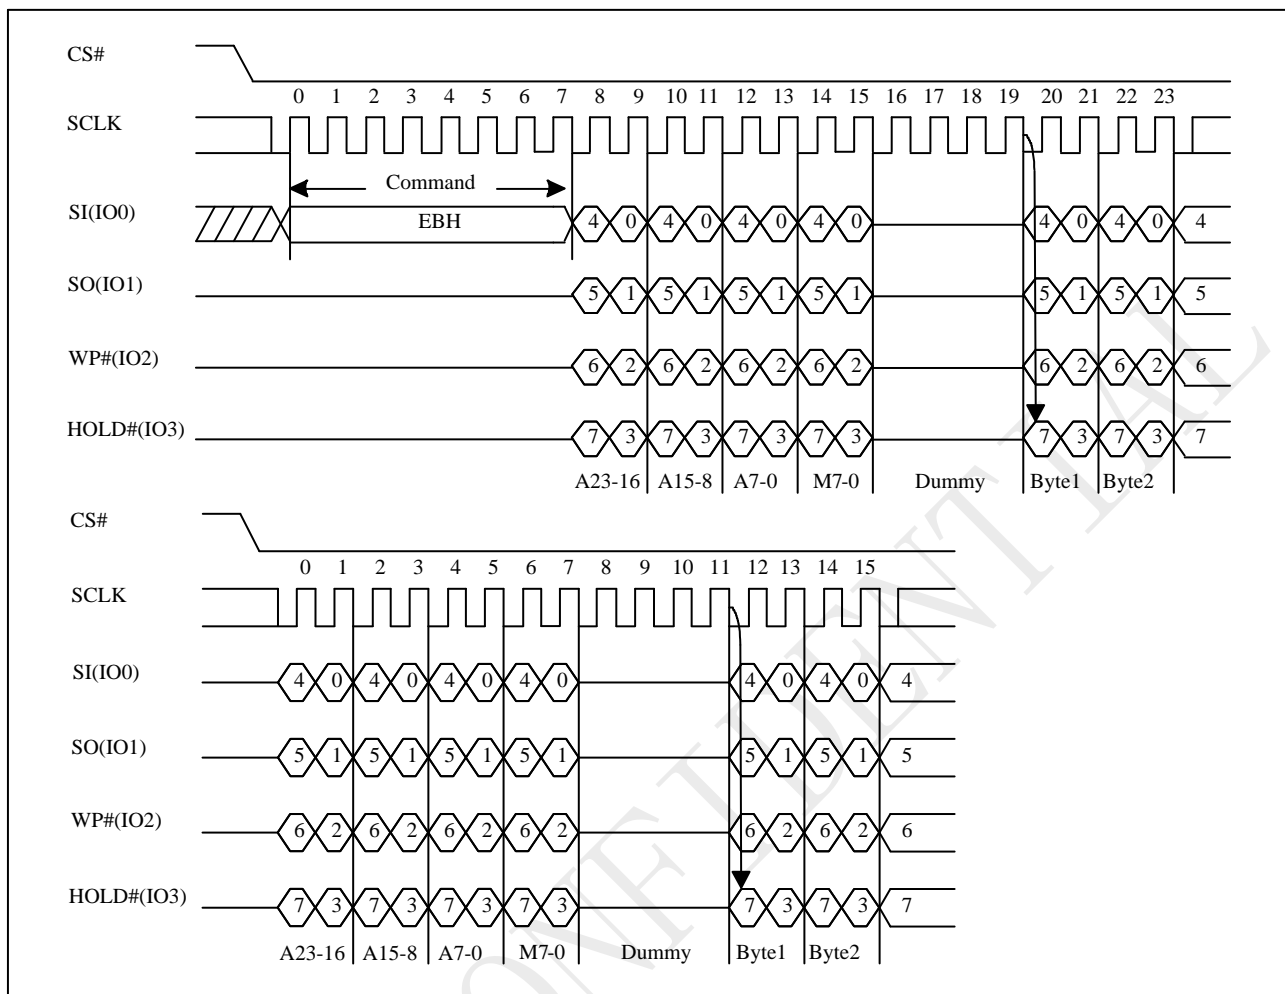 CS#
0 1 2 3 4 5 6 7 8 9 10 11 12 13 14 15 16 17 18 19 20 21 22 23
SCLK
Command
SI(IO0) EBH 4 0 4 0 4 0 4 0 4 0 4 0 4
SO(IO1) 5 1 5 1 5 1 5 1 5 1 5 1 5
WP#(IO2) 6 2 6 2 6 2 6 2 6 2 6 2 6
HOLD#(IO3) 7 3 7 3 7 3 7 3 7 3 7 3 7
A23-16 A15-8 A7-0 M7-0 Dummy Byte1 Byte2
CS#
0 1 2 3 4 5 6 7 8 9 10 11 12 13 14 15
SCLK
SI(IO0) 4 0 4 0 4 0 4 0 4 0 4 0 4
SO(IO1) 5 1 5 1 5 1 5 1 5 1 5 1 5
WP#(IO2) 6 2 6 2 6 2 6 2 6 2 6 2 6
HOLD#(IO3) 7 3 7 3 7 3 7 3 7 3 7 3 7
A23-16 A15-8 A7-0 M7-0 Dummy Byte1 Byte2
ONFIDENTIAL